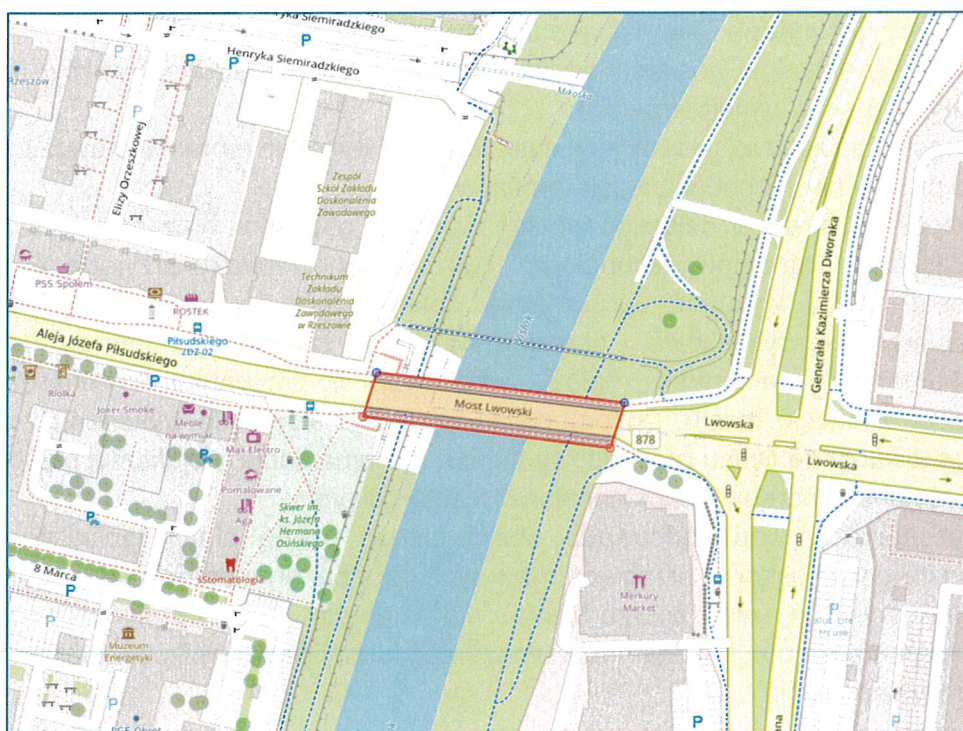 Henryka Siemiradzkiego
Henryka Siemiradzkiego
P
P
P
Rzeszów
P
Mikośka
Elizy Orzeszkowej
Zespół
Szkół Zakładu
Doskonalenia
Zawodowego
PSS Społem
ROSTEK
Technikum
Zakładu
Doskonalenia
Zawodowego
w Rzeszowie
Generała Kazimierza Dworaka
Aleja Józefa Piłsudskiego
Piłsudskiego
ZDZ 02
P
Riolka
Joker Smoke
Meble
na wymiar
Max Electro
Most Lwowski
Lwowska
878
Lwowska
P
Pomalowane
Aga
Skwer im.
ks. Józefa
Hermana
Osińskiego
sStomatologia
8 Marca
P
P
Merkury
Market
P
Muzeum
Energetyki
P
P
P
P